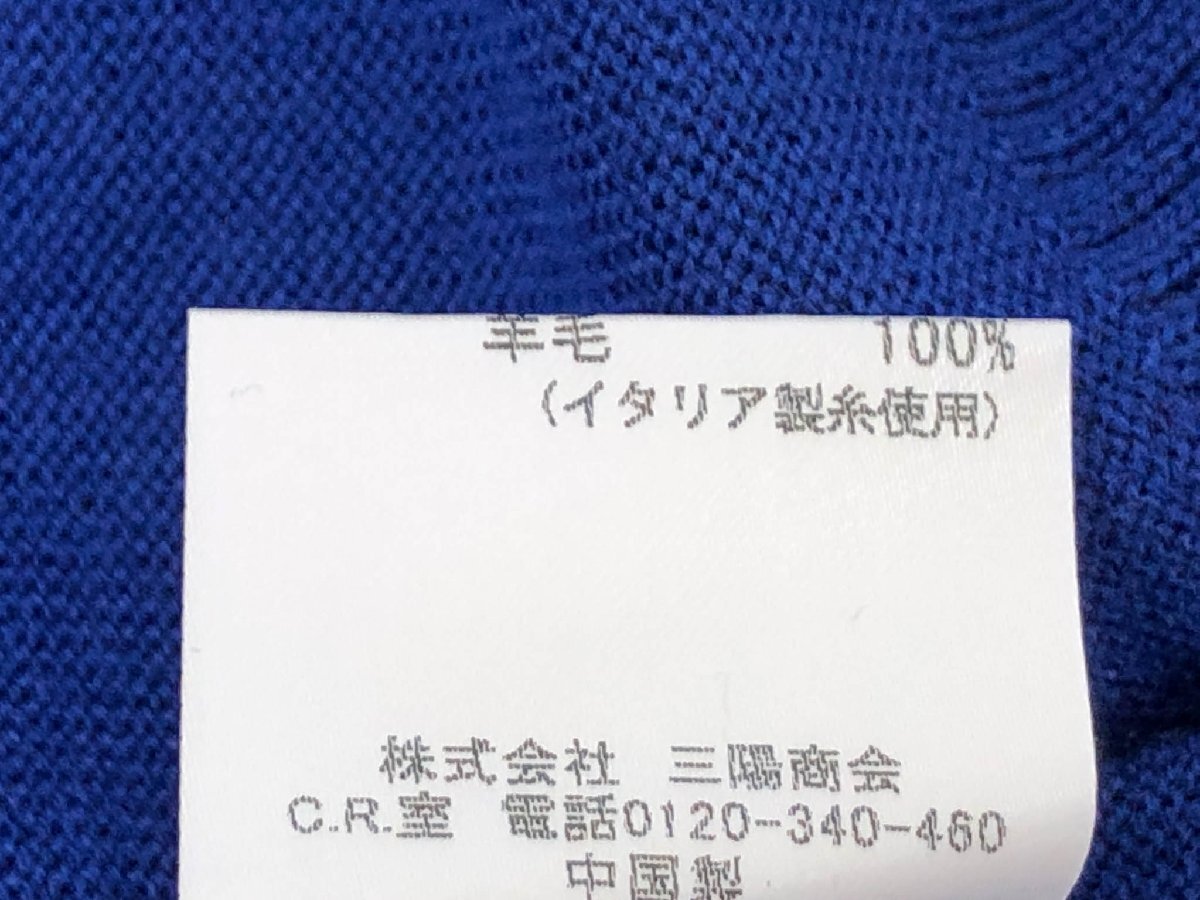 羊毛 100%
(イタリア製糸使用)
株式会社 三陽商会
C.R.室 電話0120-340-460
中国製